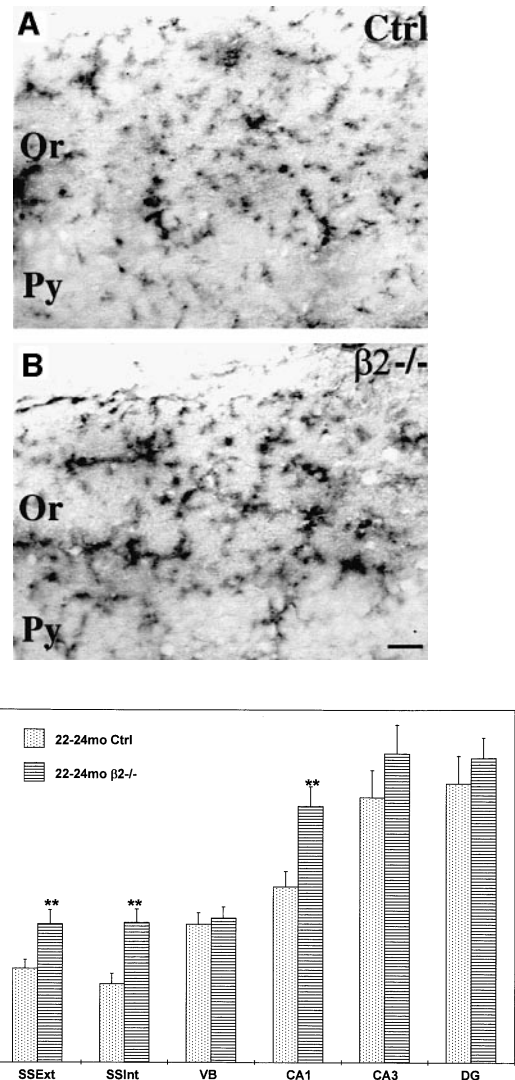 A
Ctrl
Or
Py
B
β2-/-
Or
Py
22-24mo Ctrl
22-24mo β2-/-
**
**
**
SSExt SSInt VB CA1 CA3 DG